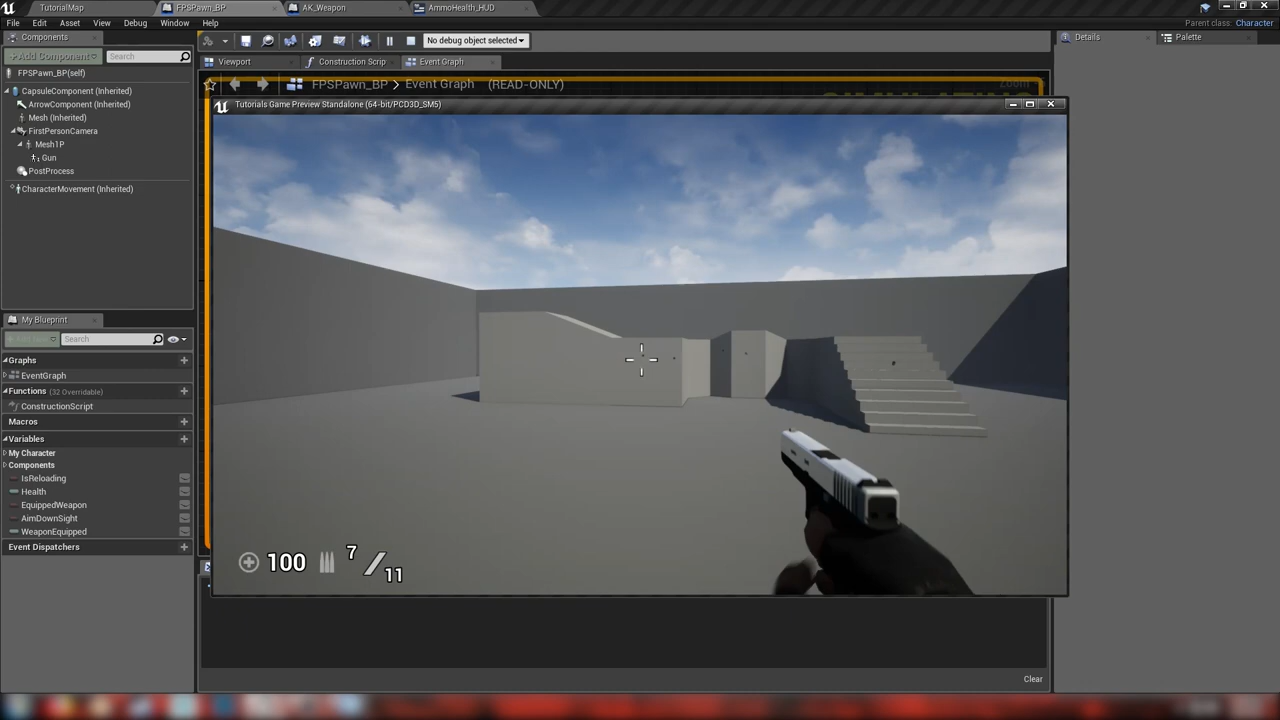 TutorialMap
FPSPawn_BP
AK_Weapon
AmmoHealth_HUD
File Edit Asset View Debug Window Help
Parent class: Character
Components
Details
Palette
Add Component
Search
No debug object selected
FPSPawn_BP(self)
Viewport
Construction Scrip
Event Graph
CapsuleComponent (Inherited)
ArrowComponent (Inherited)
Mesh (Inherited)
FirstPersonCamera
Mesh1P
Gun
PostProcess
CharacterMovement (Inherited)
FPSPawn_BP > Event Graph (READ-ONLY)
Zoom
Tutorials Game Preview Standalone (64-bit/PCD3D_SM5)
My Blueprint
Search
Graphs
EventGraph
Functions (32 Overridable)
ConstructionScript
Macros
Variables
My Character
Components
IsReloading
Health
EquippedWeapon
AimDownSight
WeaponEquipped
Event Dispatchers
100
7
11
Clear